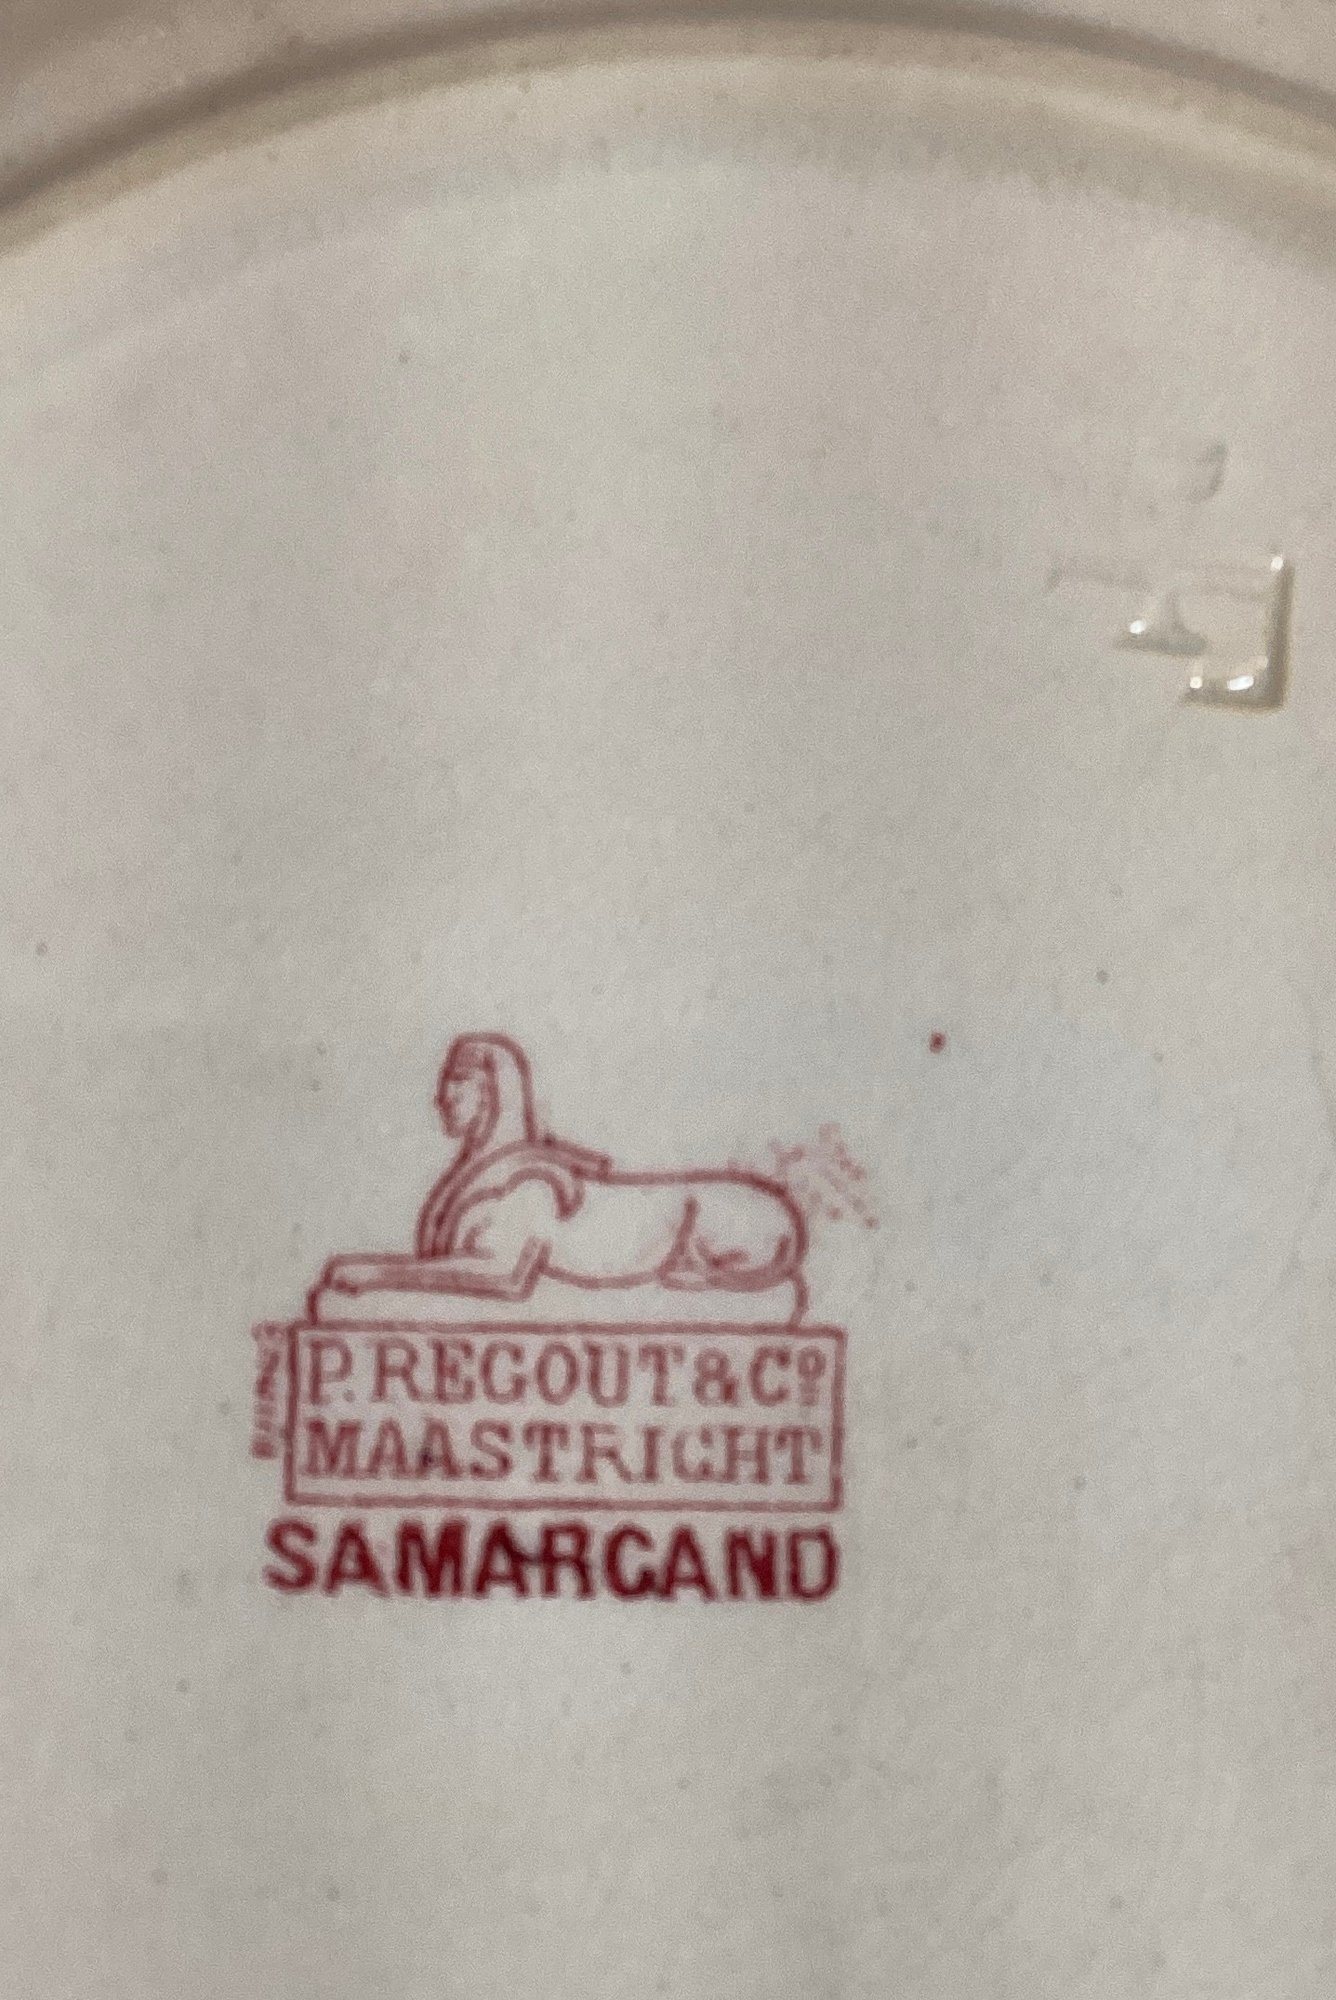 P. REGOUT & Cº
MAASTRICHT
SAMARCAND